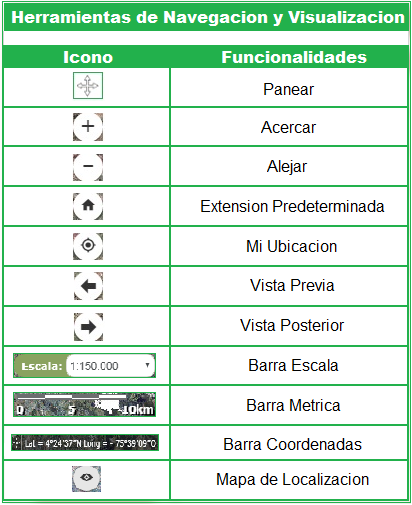 Herramientas de Navegacion y Visualizacion
Icono Funcionalidades
Panear
Acercar
Alejar
Extension Predeterminada
Mi Ubicacion
Vista Previa
Vista Posterior
Escala: 1:150.000 Barra Escala
0 5 10km Barra Metrica
Lat = 4°24'37"N Long = -75°39'09"O Barra Coordenadas
Mapa de Localizacion